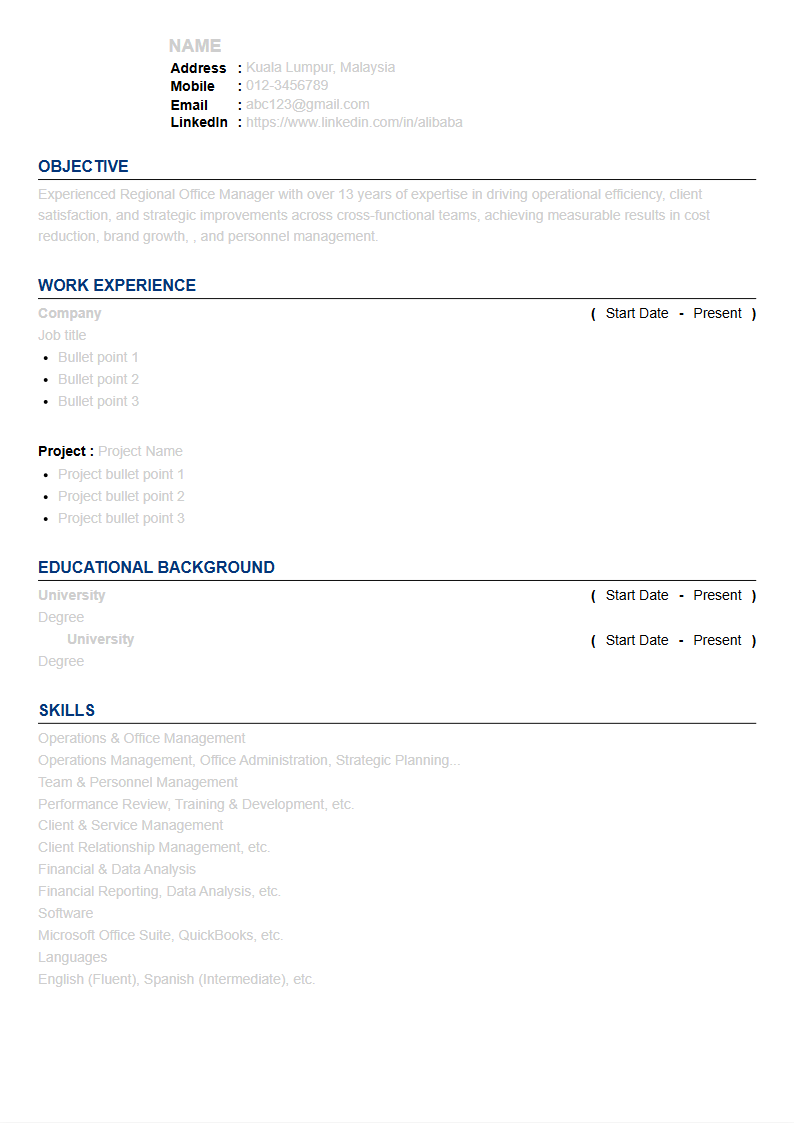 NAME
Address : Kuala Lumpur, Malaysia
Mobile : 012-3456789
Email : abc123@gmail.com
LinkedIn : https://www.linkedin.com/in/alibaba
OBJECTIVE
Experienced Regional Office Manager with over 13 years of expertise in driving operational efficiency, client
satisfaction, and strategic improvements across cross-functional teams, achieving measurable results in cost
reduction, brand growth, , and personnel management.
WORK EXPERIENCE
Company ( Start Date - Present )
Job title
• Bullet point 1
• Bullet point 2
• Bullet point 3
Project : Project Name
• Project bullet point 1
• Project bullet point 2
• Project bullet point 3
EDUCATIONAL BACKGROUND
University ( Start Date - Present )
Degree
University ( Start Date - Present )
Degree
SKILLS
Operations & Office Management
Operations Management, Office Administration, Strategic Planning...
Team & Personnel Management
Performance Review, Training & Development, etc.
Client & Service Management
Client Relationship Management, etc.
Financial & Data Analysis
Financial Reporting, Data Analysis, etc.
Software
Microsoft Office Suite, QuickBooks, etc.
Languages
English (Fluent), Spanish (Intermediate), etc.